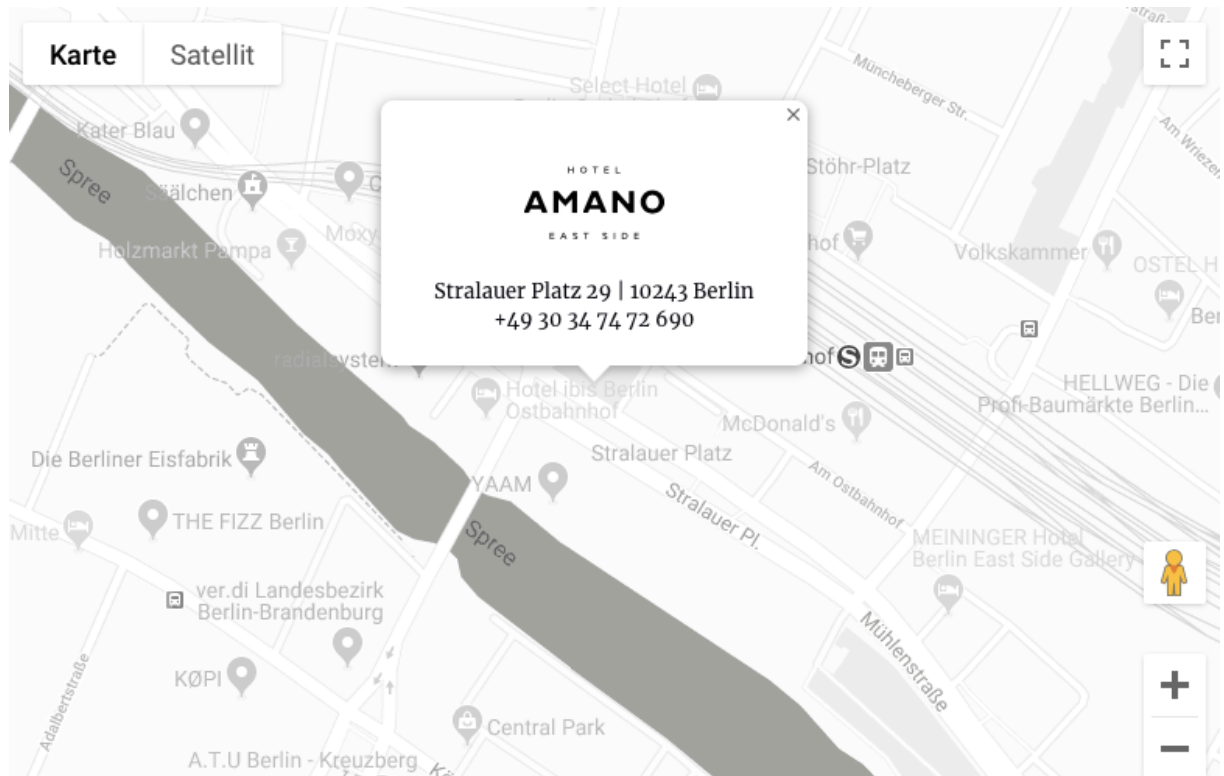 Karte
Satellit
Select Hotel
Müncheberger Str.
Am Wriezen
Kater Blau
Spree
Säälchen
Stöhr-Platz
HOTEL
AMANO
EAST SIDE
Holzmarkt Pampa
Moxy
hof
Volkskammer
OSTEL H
Stralauer Platz 29 | 10243 Berlin
+49 30 34 74 72 690
Ber
radialsystem
hof
S
Hotel ibis Berlin
Ostbahnhof
HELLWEG - Die
Profi-Baumärkte Berlin...
McDonald's
Die Berliner Eisfabrik
Stralauer Platz
YAAM
Am Ostbahnhof
Stralauer Pl.
Mitte
THE FIZZ Berlin
Spree
MEININGER Hotel
Berlin East Side Gallery
ver.di Landesbezirk
Berlin-Brandenburg
Mühlenstraße
KØPI
Adalbertstraße
Central Park
A.T.U Berlin - Kreuzberg